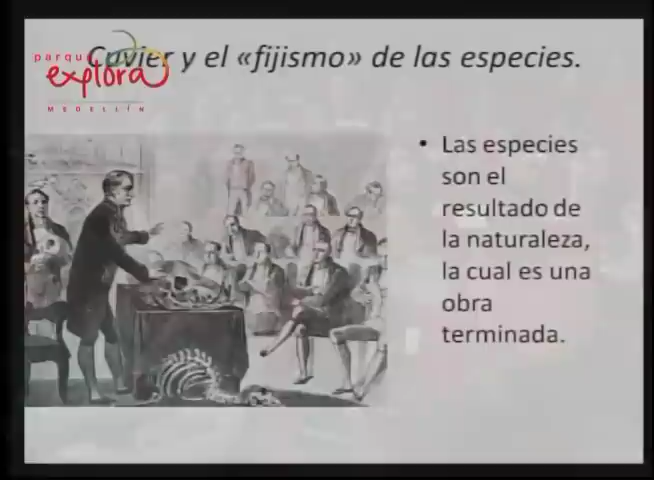 Cuvier y el «fijismo» de las especies.
parque
explora
MEDELLÍN
• Las especies
son el
resultado de
la naturaleza,
la cual es una
obra
terminada.